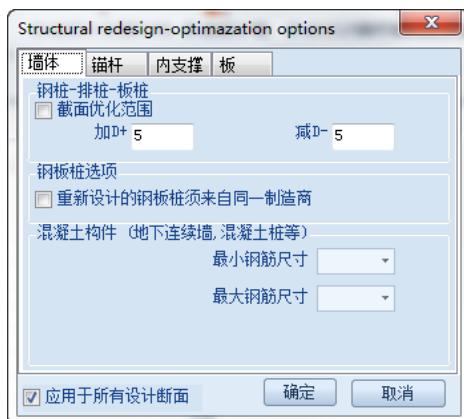 Structural redesign-optimazation options
墙体 锚杆 内支撑 板
钢桩-排桩-板桩
截面优化范围
加D+ 5 减D- 5
钢板桩选项
重新设计的钢板桩须来自同一制造商
混凝土构件（地下连续墙,混凝土桩等）
最小钢筋尺寸
最大钢筋尺寸
应用于所有设计断面 确定 取消